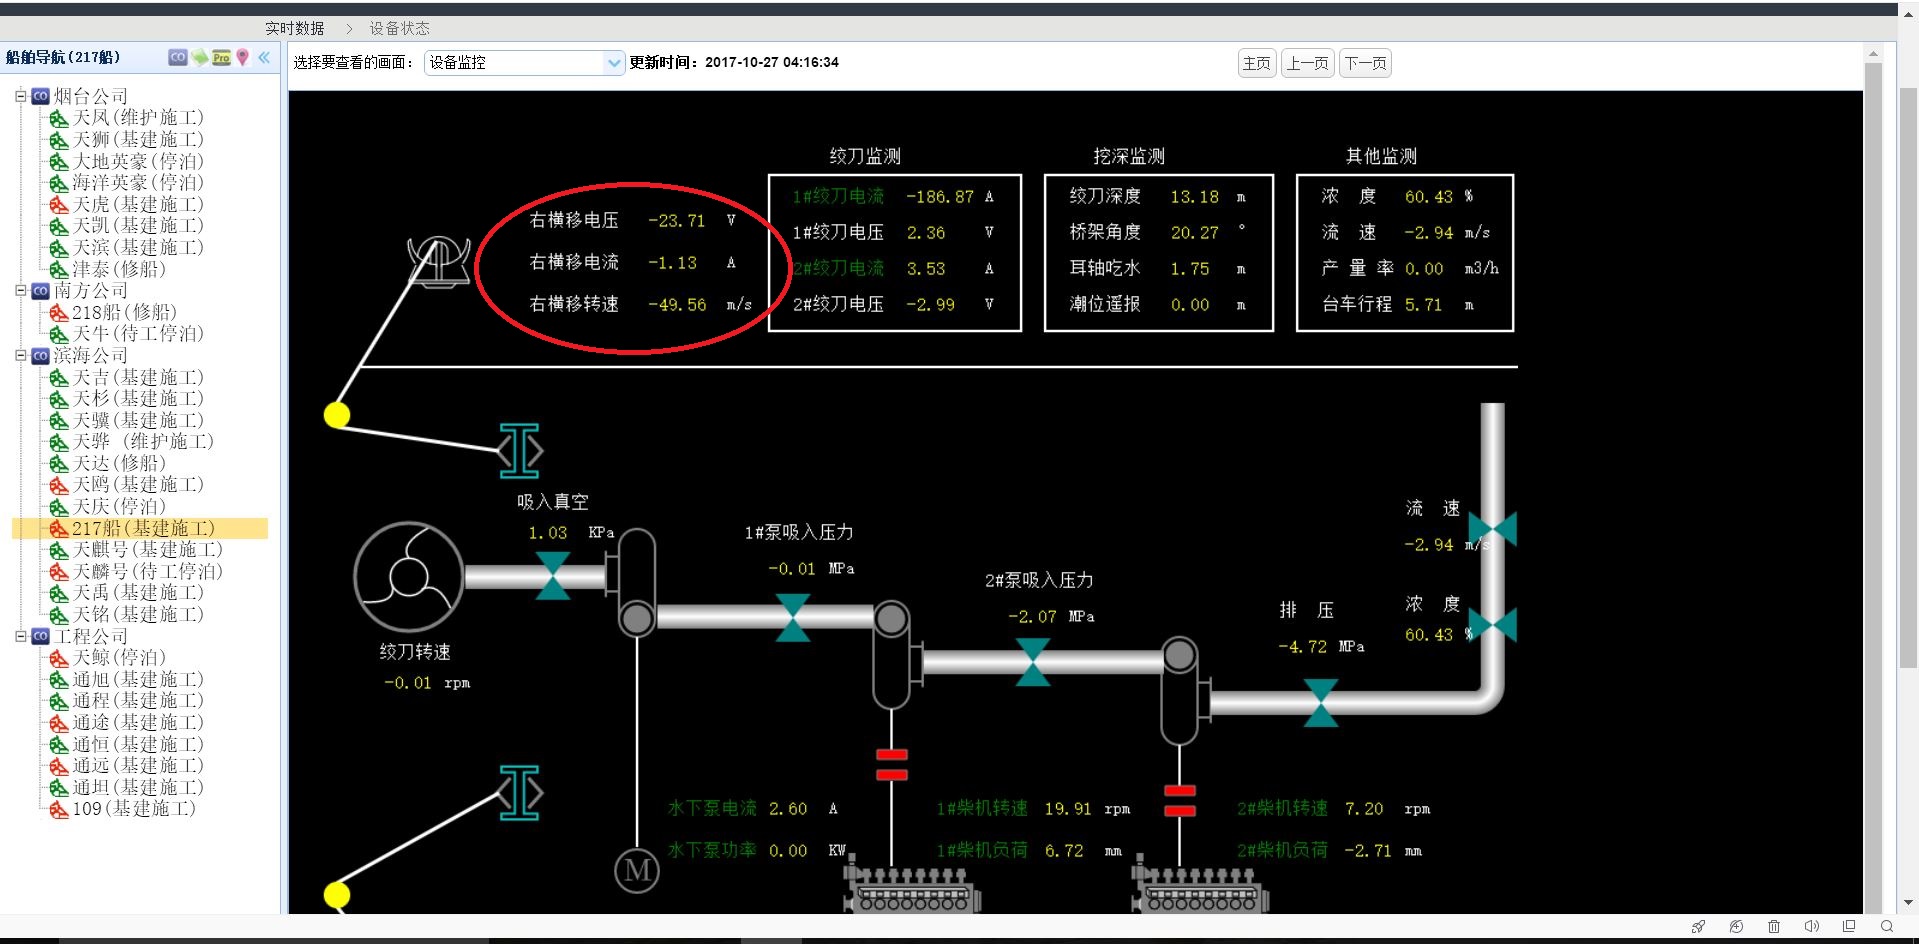 实时数据 > 设备状态
船舶导航(217船)
CO
Pro
选择要查看的画面: 设备监控 更新时间: 2017-10-27 04:16:34 主页 上一页 下一页
CO 烟台公司
天凤(维护施工)
天狮(基建施工)
大地英豪(停泊)
海洋英豪(停泊)
天虎(基建施工)
天凯(基建施工)
天滨(基建施工)
津泰(修船)
CO 南方公司
218船(修船)
天牛(待工停泊)
CO 滨海公司
天吉(基建施工)
天杉(基建施工)
天骥(基建施工)
天骅 (维护施工)
天达(修船)
天鸥(基建施工)
天庆(停泊)
217船(基建施工)
天麒号(基建施工)
天麟号(待工停泊)
天禹(基建施工)
天铭(基建施工)
CO 工程公司
天鲸(停泊)
通旭(基建施工)
通程(基建施工)
通途(基建施工)
通恒(基建施工)
通远(基建施工)
通坦(基建施工)
109(基建施工)
右横移电压 -23.71 V
右横移电流 -1.13 A
右横移转速 -49.56 m/s
绞刀监测
1#绞刀电流 -186.87 A
1#绞刀电压 2.36 V
2#绞刀电流 3.53 A
2#绞刀电压 -2.99 V
挖深监测
绞刀深度 13.18 m
桥架角度 20.27 °
耳轴吃水 1.75 m
潮位遥报 0.00 m
其他监测
浓 度 60.43 %
流 速 -2.94 m/s
产 量 率 0.00 m3/h
台车行程 5.71 m
吸入真空
1.03 KPa
1#泵吸入压力
-0.01 MPa
2#泵吸入压力
-2.07 MPa
排 压
-4.72 MPa
流 速
-2.94 m/s
浓 度
60.43 %
绞刀转速
-0.01 rpm
水下泵电流 2.60 A
水下泵功率 0.00 KW
M
1#柴机转速 19.91 rpm
1#柴机负荷 6.72 mm
2#柴机转速 7.20 rpm
2#柴机负荷 -2.71 mm